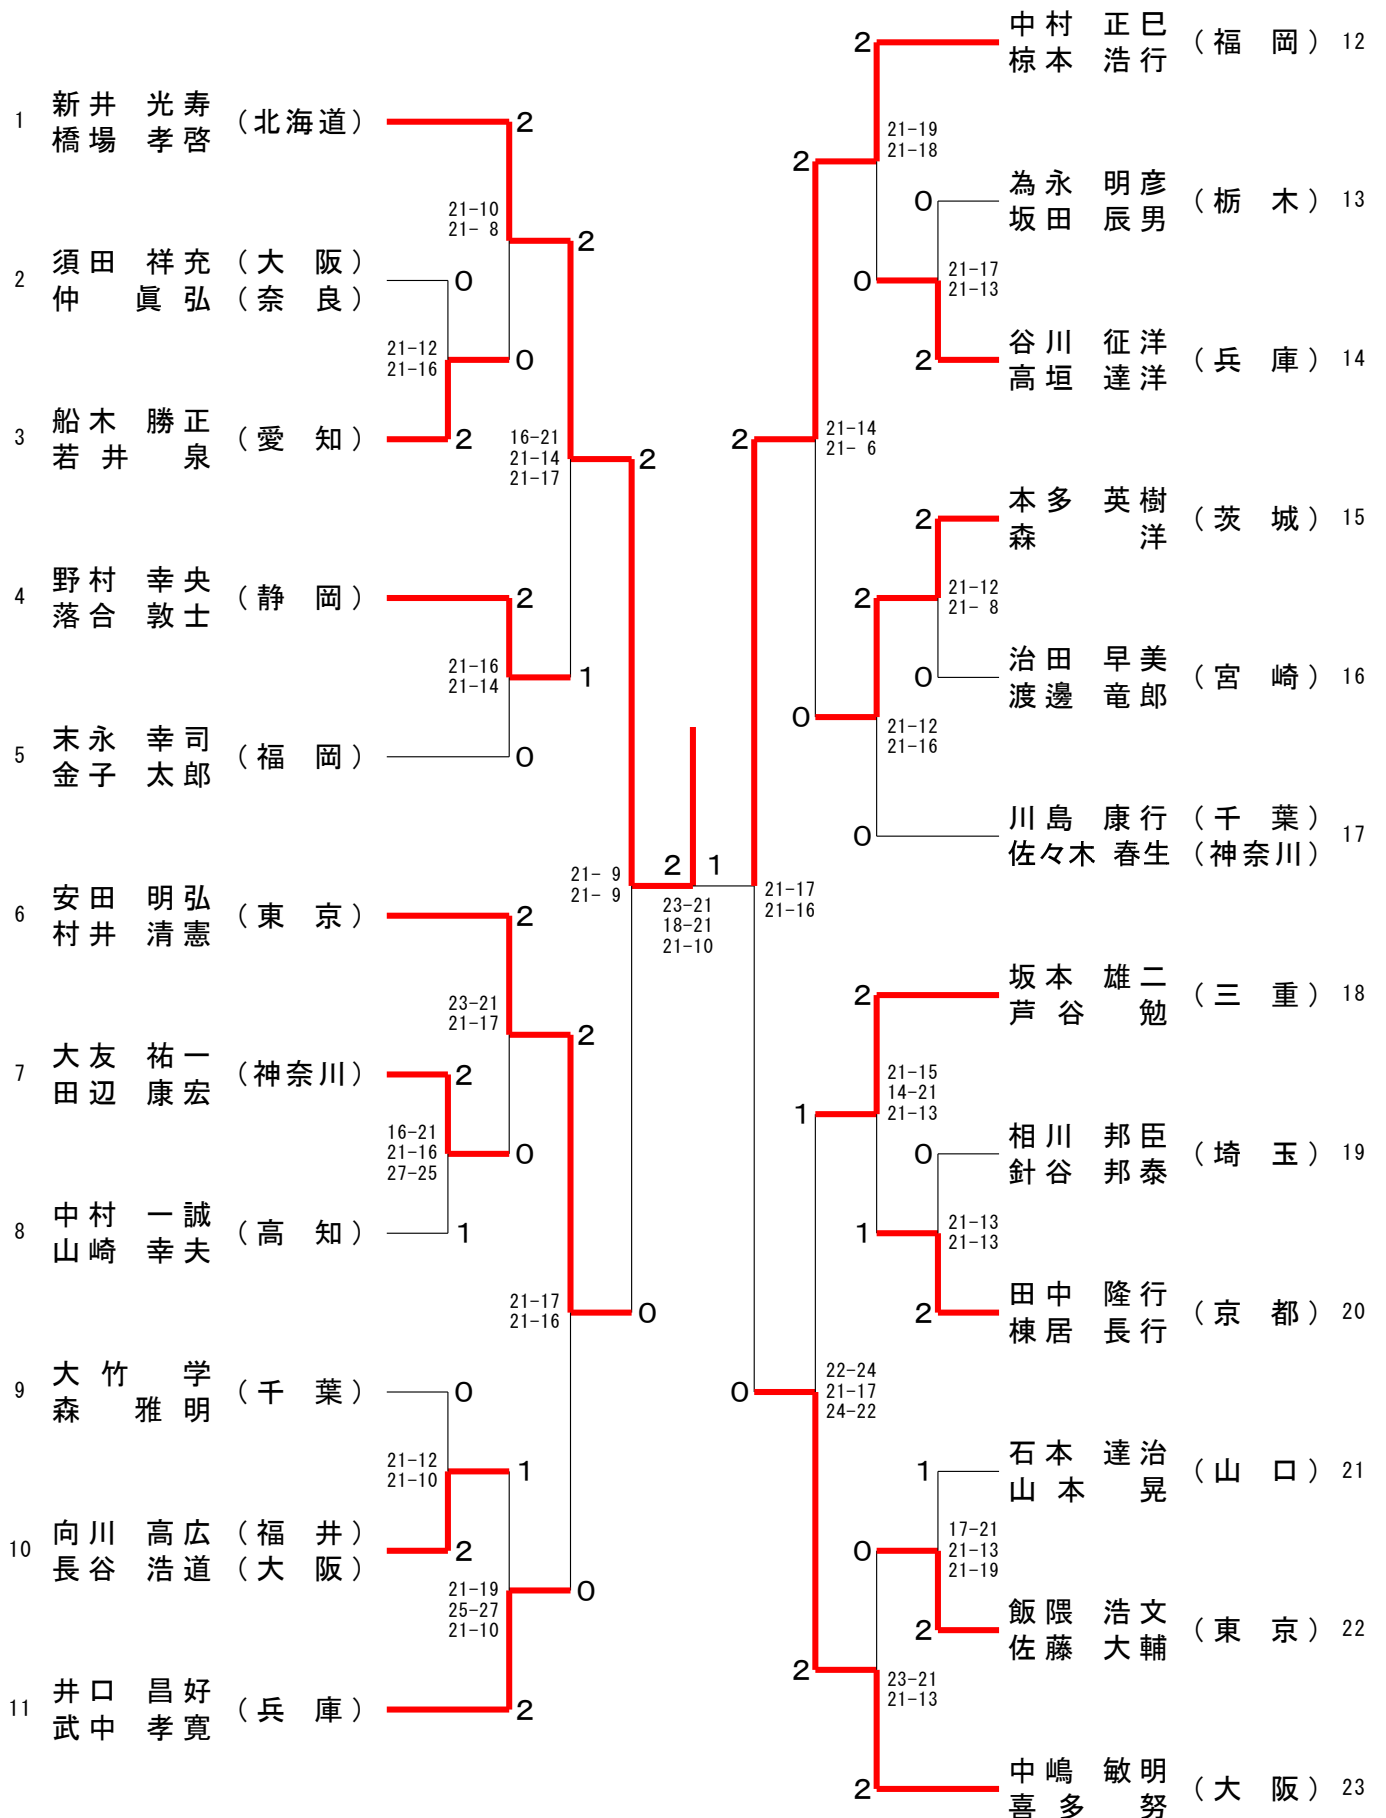 1 新井 光寿 (北海道) 2
橋場 孝啓
21-10
21- 8
2
2 須田 祥充 (大 阪) 0
仲 眞弘 (奈 良)
21-12
21-16
0
3 船木 勝正 (愛 知) 2
若井 泉
16-21
21-14
21-17
2
4 野村 幸央 (静 岡) 2
落合 敦士
21-16
21-14
1
5 末永 幸司 (福 岡) 0
金子 太郎
21- 9
21- 9
2
1
23-21
18-21
21-10
6 安田 明弘 (東 京) 2
村井 清憲
23-21
21-17
2
7 大友 祐一 (神奈川) 2
田辺 康宏
16-21
21-16
27-25
0
8 中村 一誠 (高 知) 1
山崎 幸夫
21-17
21-16
0
9 大竹 学 (千 葉) 0
森 雅明
21-12
21-10
1
10 向川 高広 (福 井) 2
長谷 浩道 (大 阪)
21-19
25-27
21-10
0
11 井口 昌好 (兵 庫) 2
武中 孝寛
2 中村 正巳 (福 岡) 12
椋本 浩行
21-19
21-18
2
0 為永 明彦 (栃 木) 13
坂田 辰男
21-17
21-13
0
2 谷川 征洋 (兵 庫) 14
高垣 達洋
21-14
21- 6
2
2 本多 英樹 (茨 城) 15
森 洋
21-12
21- 8
2
0 治田 早美 (宮 崎) 16
渡邊 竜郎
0
21-12
21-16
0 川島 康行 (千 葉) 17
佐々木 春生 (神奈川)
21-17
21-16
2 坂本 雄二 (三 重) 18
芦谷 勉
21-15
14-21
21-13
1
0 相川 邦臣 (埼 玉) 19
針谷 邦泰
21-13
21-13
1
2 田中 隆行 (京 都) 20
棟居 長行
22-24
21-17
24-22
0
1 石本 達治 (山 口) 21
山本 晃
17-21
21-13
21-19
0
2 飯隈 浩文 (東 京) 22
佐藤 大輔
2
23-21
21-13
2 中嶋 敏明 (大 阪) 23
喜多 努